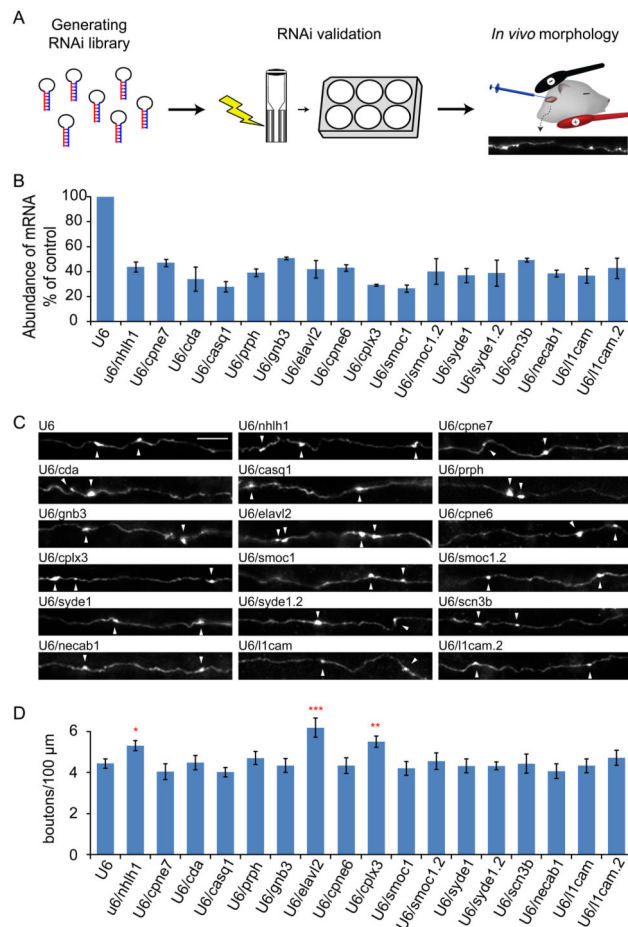 A
Generating
RNAi library
RNAi validation
In vivo morphology
B
Abundance of mRNA
% of control
100
80
60
40
20
0
U6
u6/nhlh1
U6/cpne7
U6/cda
U6/casq1
U6/prph
U6/gnb3
U6/elavl2
U6/cpne6
U6/cplx3
U6/smoc1
U6/smoc1.2
U6/syde1
U6/syde1.2
U6/scn3b
U6/necab1
U6/l1cam
U6/l1cam.2
C
U6
U6/nhlh1
U6/cpne7
U6/cda
U6/casq1
U6/prph
U6/gnb3
U6/elavl2
U6/cpne6
U6/cplx3
U6/smoc1
U6/smoc1.2
U6/syde1
U6/syde1.2
U6/scn3b
U6/necab1
U6/l1cam
U6/l1cam.2
D
boutons/100 µm
6
4
2
0
*
***
**
U6
u6/nhlh1
U6/cpne7
U6/cda
U6/casq1
U6/prph
U6/gnb3
U6/elavl2
U6/cpne6
U6/cplx3
U6/smoc1
U6/smoc1.2
U6/syde1
U6/syde1.2
U6/scn3b
U6/necab1
U6/l1cam
U6/l1cam.2